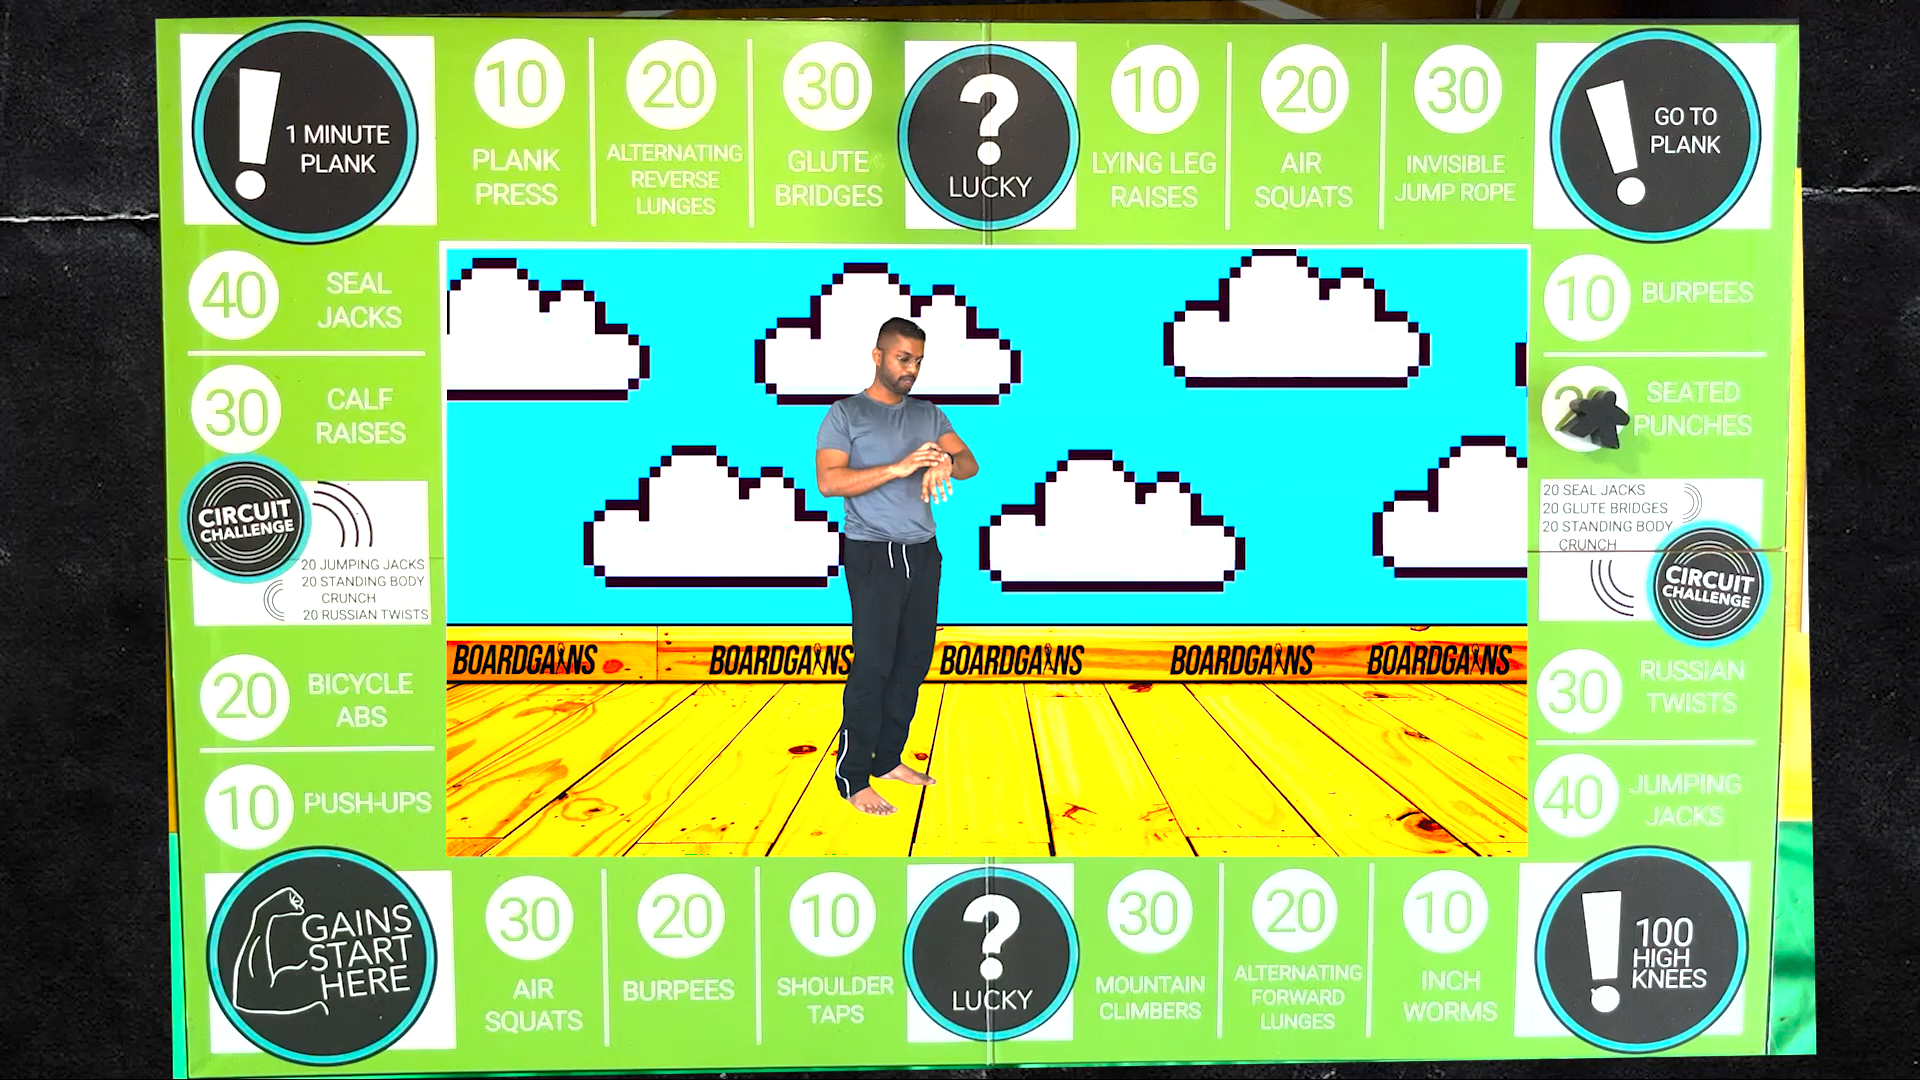 1 MINUTE
PLANK
10
PLANK
PRESS
20
ALTERNATING
REVERSE
LUNGES
30
GLUTE
BRIDGES
?
LUCKY
10
LYING LEG
RAISES
20
AIR
SQUATS
30
INVISIBLE
JUMP ROPE
!
GO TO
PLANK
!
40
SEAL
JACKS
10
BURPEES
30
CALF
RAISES
SEATED
PUNCHES
CIRCUIT
CHALLENGE
20 JUMPING JACKS
20 STANDING BODY
CRUNCH
20 RUSSIAN TWISTS
20 SEAL JACKS
20 GLUTE BRIDGES
20 STANDING BODY
CRUNCH
CIRCUIT
CHALLENGE
BOARDGAINS BOARDGAINS BOARDGAINS BOARDGAINS BOARDGAINS
20
BICYCLE
ABS
30
RUSSIAN
TWISTS
10
PUSH-UPS
40
JUMPING
JACKS
GAINS
START
HERE
30
AIR
SQUATS
20
BURPEES
10
SHOULDER
TAPS
?
LUCKY
30
MOUNTAIN
CLIMBERS
20
ALTERNATING
FORWARD
LUNGES
10
INCH
WORMS
!
100
HIGH
KNEES